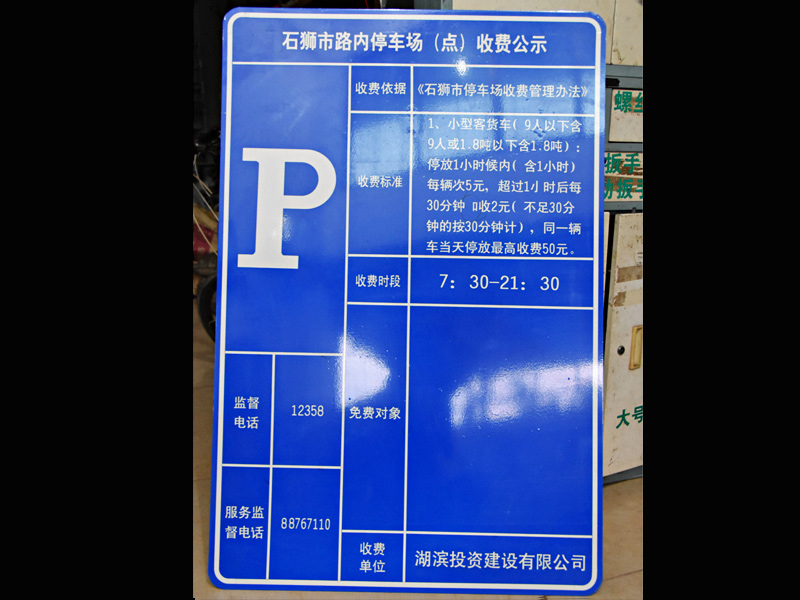 石狮市路内停车场（点）收费公示
P
收费依据
《石狮市停车场收费管理办法》
收费标准
1、小型客货车( 9人以下含
9人或1.8吨以下含1.8吨)：
停放1小时候内( 含1小时)
每辆次5元，超过1小时后每
30分钟 收2元( 不足30分
钟的按30分钟计)，同一辆
车当天停放最高收费50元。
收费时段
7：30-21：30
监督
电话
12358
免费对象
服务监
督电话
88767110
收费
单位
湖滨投资建设有限公司
扳手
大号